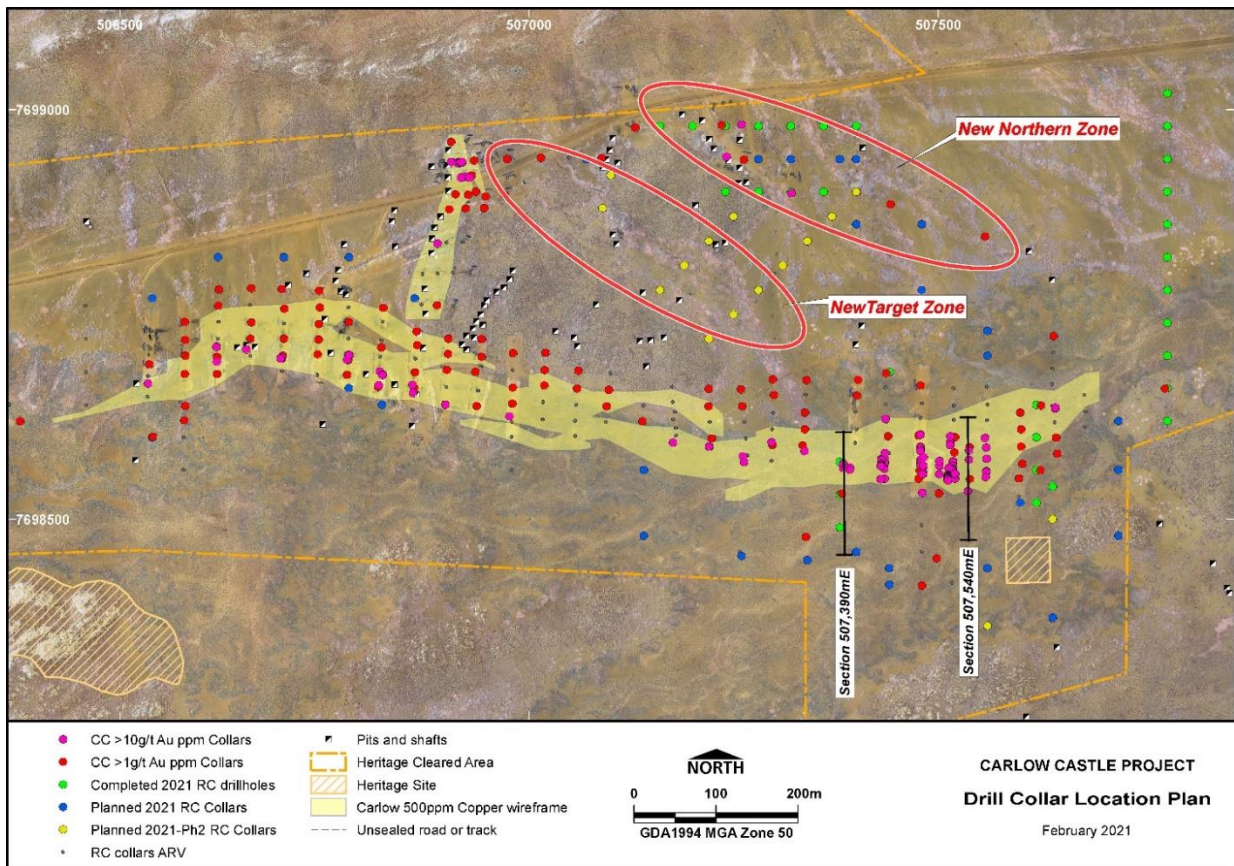 506500
507000
507500
7699000
New Northern Zone
NewTarget Zone
7698500
Section 507,390mE
Section 507,540mE
CC >10g/t Au ppm Collars
CC >1g/t Au ppm Collars
Completed 2021 RC drillholes
Planned 2021 RC Collars
Planned 2021-Ph2 RC Collars
RC collars ARV
Pits and shafts
Heritage Cleared Area
Heritage Site
Carlow 500ppm Copper wireframe
Unsealed road or track
NORTH
0 100 200m
GDA1994 MGA Zone 50
CARLOW CASTLE PROJECT
Drill Collar Location Plan
February 2021